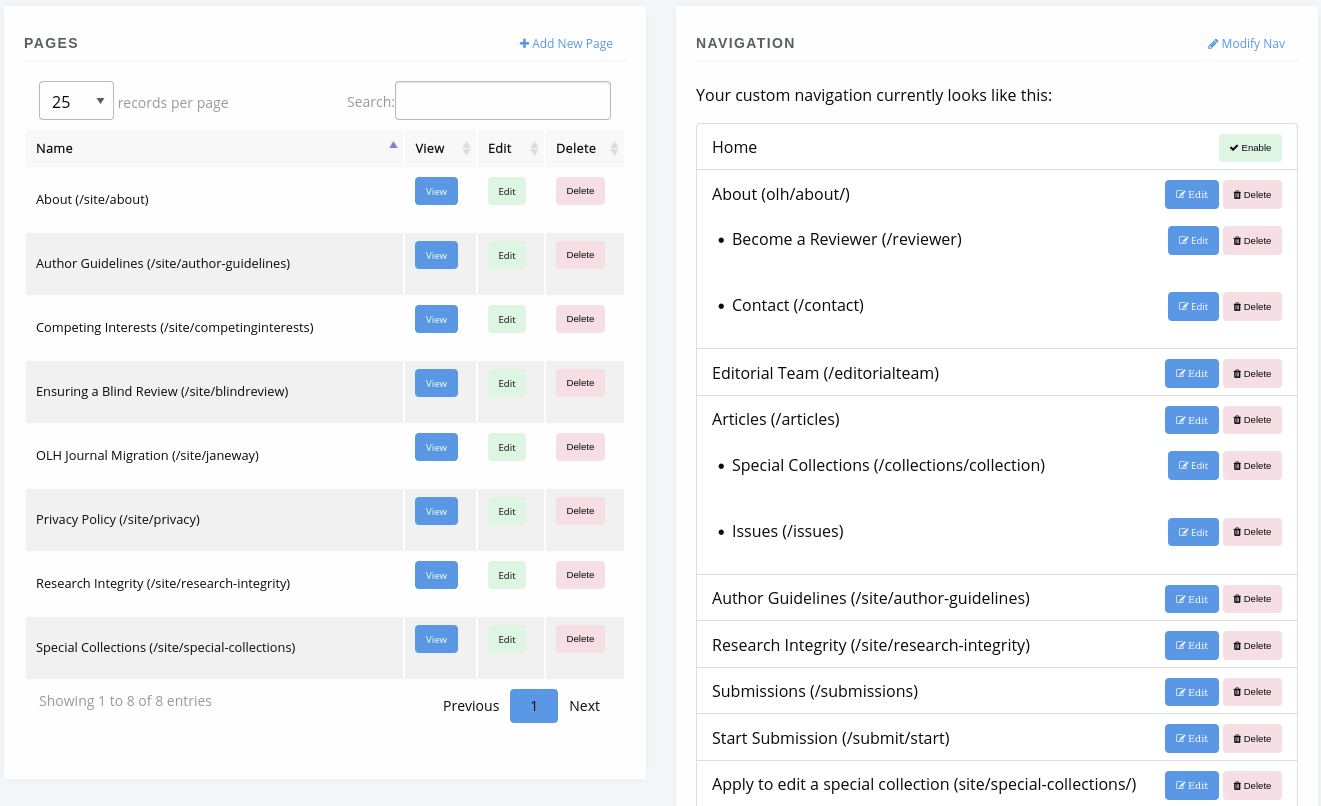 PAGES
Add New Page
25 records per page Search:
Name View Edit Delete
About (/site/about) View Edit Delete
Author Guidelines (/site/author-guidelines) View Edit Delete
Competing Interests (/site/competinginterests) View Edit Delete
Ensuring a Blind Review (/site/blindreview) View Edit Delete
OLH Journal Migration (/site/janeway) View Edit Delete
Privacy Policy (/site/privacy) View Edit Delete
Research Integrity (/site/research-integrity) View Edit Delete
Special Collections (/site/special-collections) View Edit Delete
Showing 1 to 8 of 8 entries
Previous 1 Next
NAVIGATION
Modify Nav
Your custom navigation currently looks like this:
Home Enable
About (olh/about/) Edit Delete
• Become a Reviewer (/reviewer) Edit Delete
• Contact (/contact) Edit Delete
Editorial Team (/editorialteam) Edit Delete
Articles (/articles) Edit Delete
• Special Collections (/collections/collection) Edit Delete
• Issues (/issues) Edit Delete
Author Guidelines (/site/author-guidelines) Edit Delete
Research Integrity (/site/research-integrity) Edit Delete
Submissions (/submissions) Edit Delete
Start Submission (/submit/start) Edit Delete
Apply to edit a special collection (site/special-collections/) Edit Delete